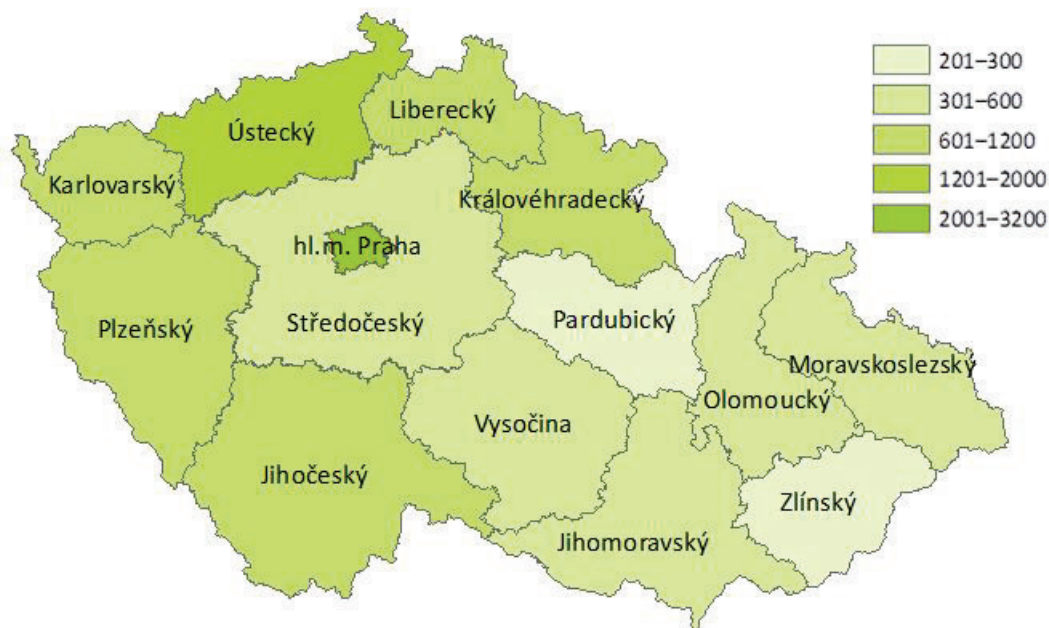 201–300
301–600
601–1200
1201–2000
2001–3200
Liberecký
Ústecký
Karlovarský
Královéhradecký
hl.m. Praha
Plzeňský
Středočeský
Pardubický
Moravskoslezský
Olomoucký
Vysočina
Jihočeský
Zlínský
Jihomoravský